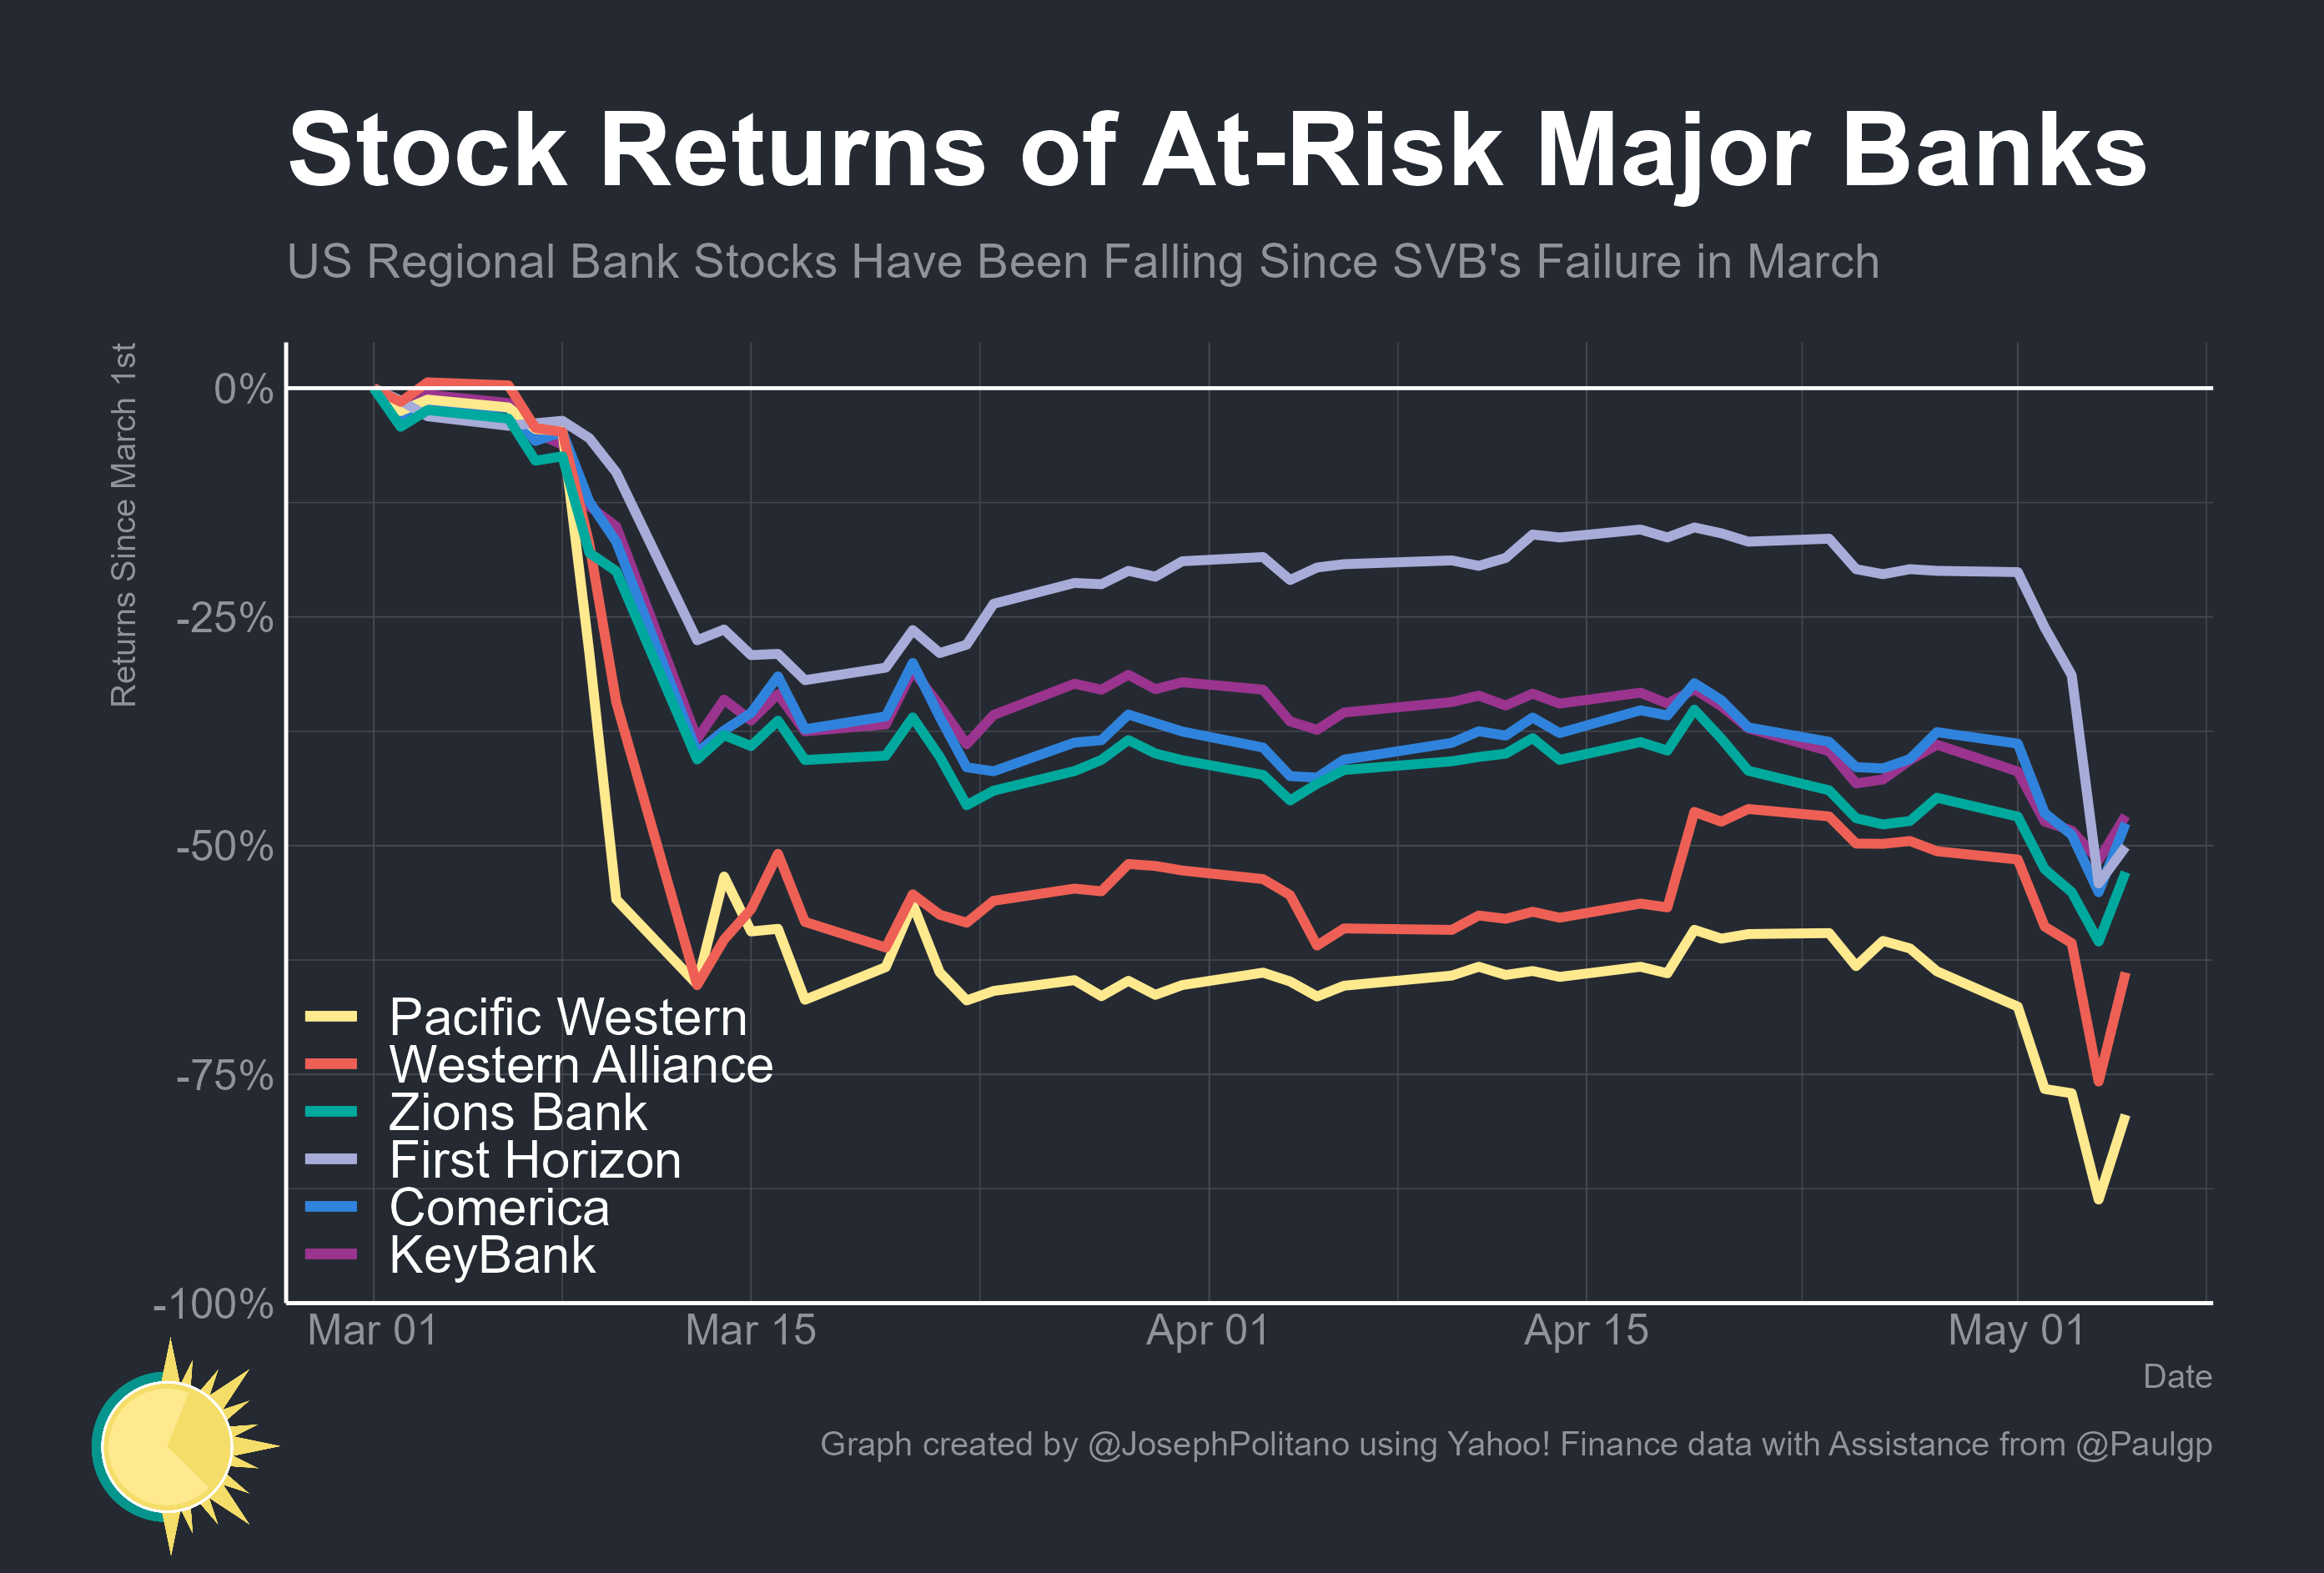 Stock Returns of At-Risk Major Banks
US Regional Bank Stocks Have Been Falling Since SVB's Failure in March
Returns Since March 1st
0%
-25%
-50%
-75%
-100%
Pacific Western
Western Alliance
Zions Bank
First Horizon
Comerica
KeyBank
Mar 01
Mar 15
Apr 01
Apr 15
May 01
Date
Graph created by @JosephPolitano using Yahoo! Finance data with Assistance from @Paulgp